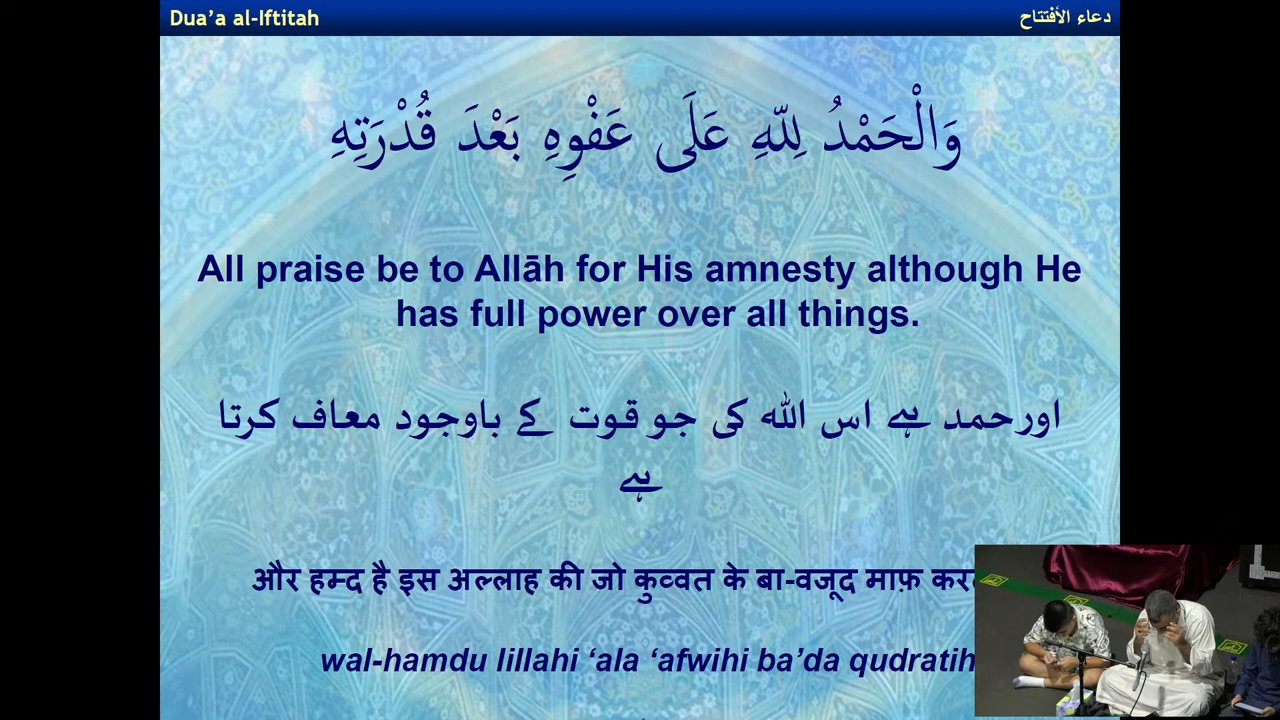 Dua'a al-Iftitah
دعاء الأفتتاح
وَالْحَمْدُ لِلّٰهِ عَلَى عَفْوِهِ بَعْدَ قُدْرَتِهِ
All praise be to Allāh for His amnesty although He
has full power over all things.
اورحمد ہے اس اللہ کی جو قوت کے باوجود معاف کرتا
ہے
और हम्द है इस अल्लाह की जो कुव्वत के बा-वजूद माफ़
wal-hamdu lillahi ‘ala ‘afwihi ba’da qudratih